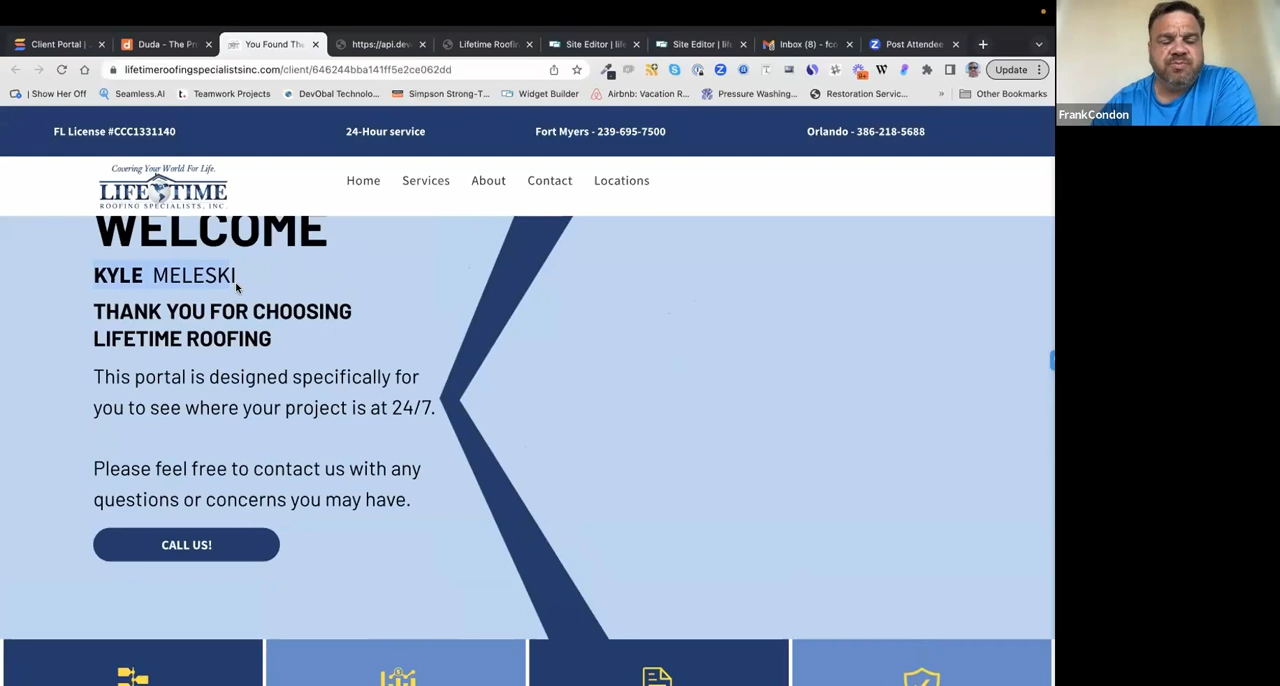 Client Portal |
Duda - The Pr
You Found The
https://api.dev
Lifetime Roofin
Site Editor | life
Site Editor | life
Inbox (8) - fco
Post Attendee
lifetimeroofingspecialistsinc.com/client/646244bba141ff5e2ce062dd
Update
| Show Her Off
Seamless.AI
Teamwork Projects
DevObal Technolo...
Simpson Strong-T...
Widget Builder
Airbnb: Vacation R...
Pressure Washing...
Restoration Servic...
»
Other Bookmarks
FrankCondon
FL License #CCC1331140
24-Hour service
Fort Myers - 239-695-7500
Orlando - 386-218-5688
Covering Your World For Life.
LIFETIME
ROOFING SPECIALISTS, INC.
Home
Services
About
Contact
Locations
WELCOME
KYLE MELESKI
THANK YOU FOR CHOOSING
LIFETIME ROOFING
This portal is designed specifically for
you to see where your project is at 24/7.
Please feel free to contact us with any
questions or concerns you may have.
CALL US!